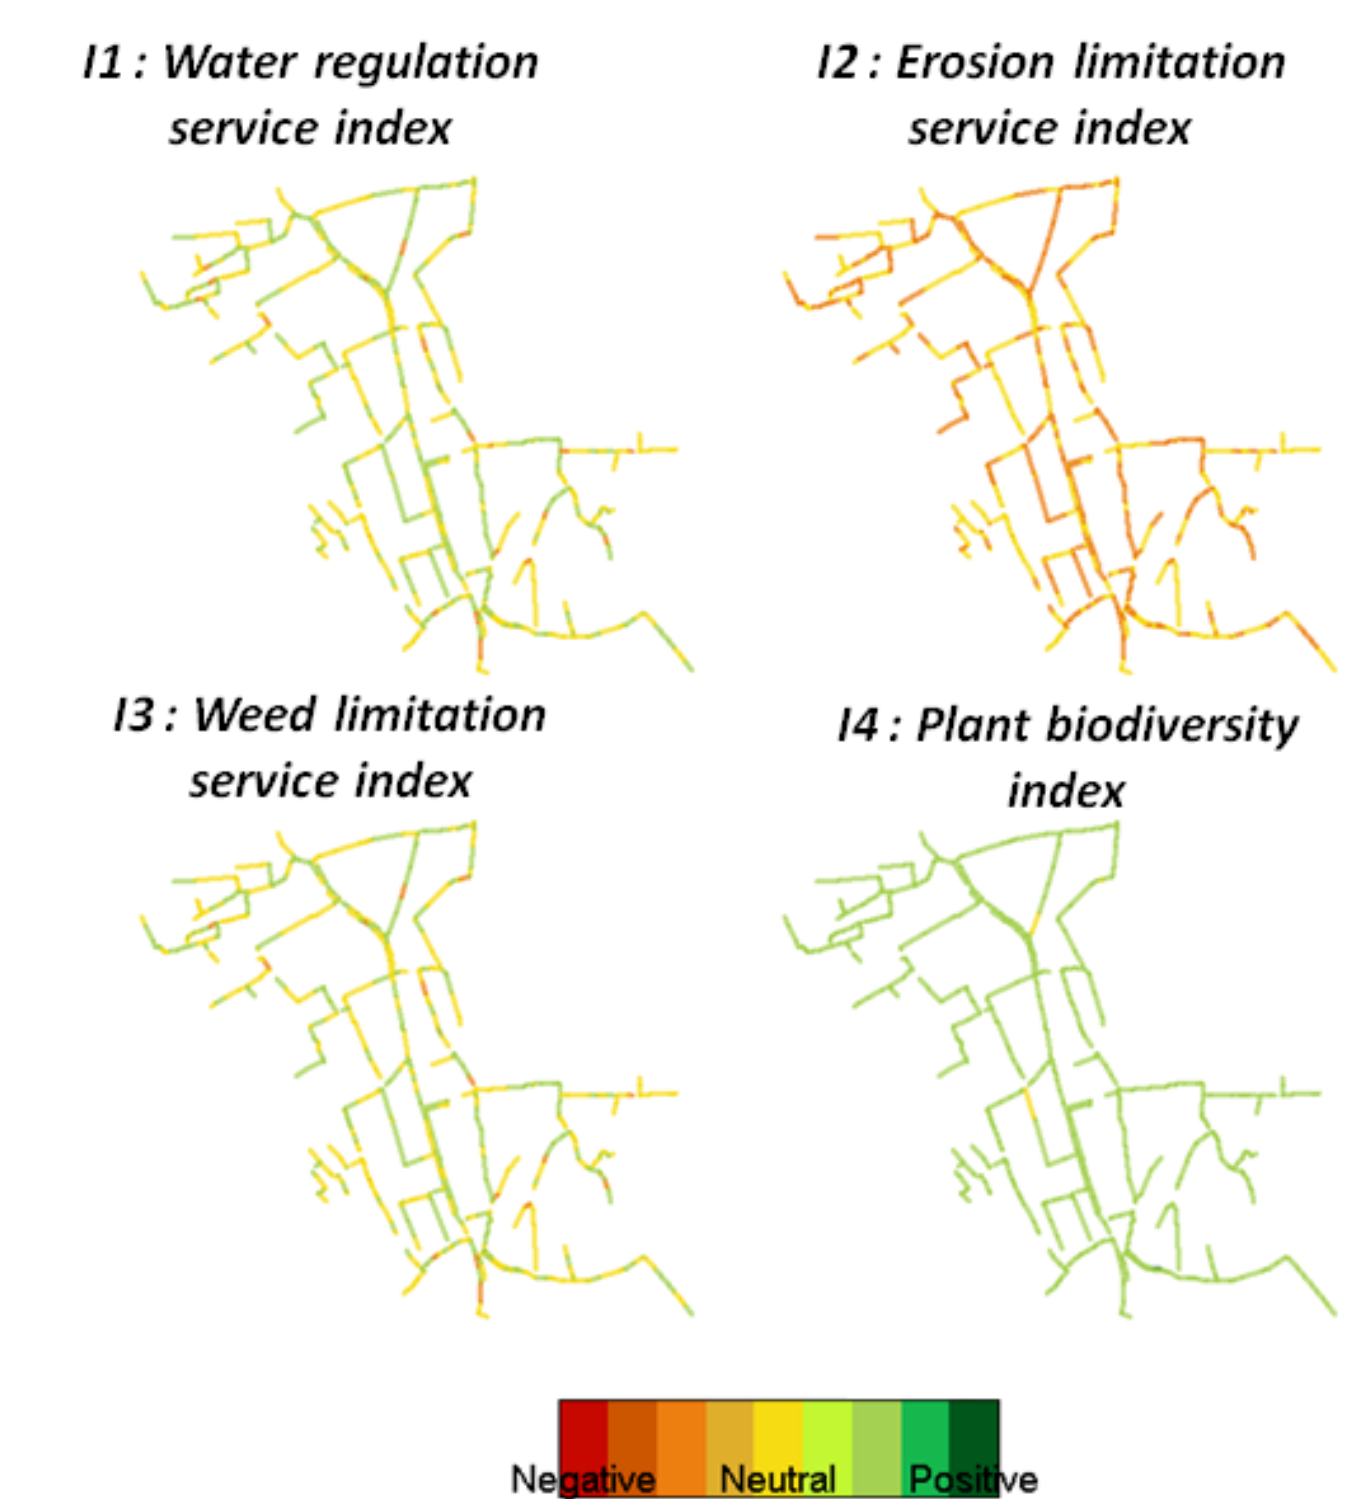 I1 : Water regulation
service index
I2 : Erosion limitation
service index
I3 : Weed limitation
service index
I4 : Plant biodiversity
index
Negative Neutral Positive